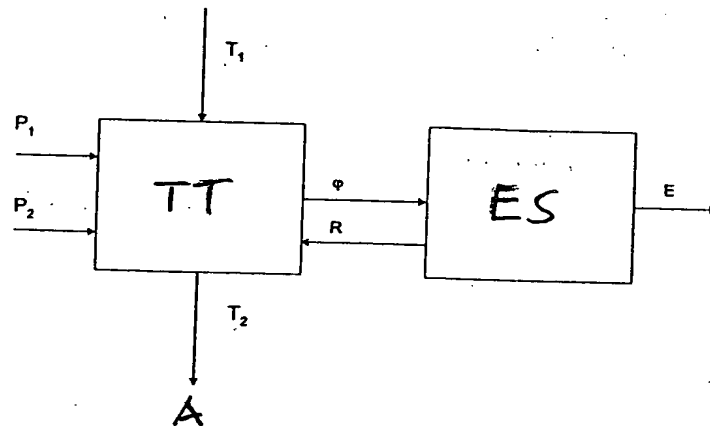 T₁
P₁
TT
φ
ES
E
P₂
R
T₂
A